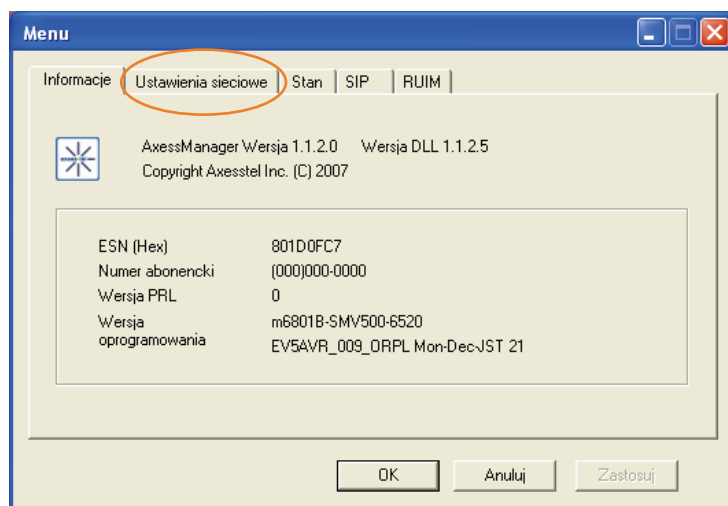 Menu
Informacje Ustawienia sieciowe Stan SIP RUIM
AxessManager Wersja 1.1.2.0 Wersja DLL 1.1.2.5
Copyright Axesstel Inc. (C) 2007
ESN (Hex) 801D0FC7
Numer abonencki (000)000-0000
Wersja PRL 0
Wersja oprogramowania m6801B-SMV500-6520
EV5AVR_009_ORPL Mon-Dec-JST 21
OK Anuluj Zastosuj